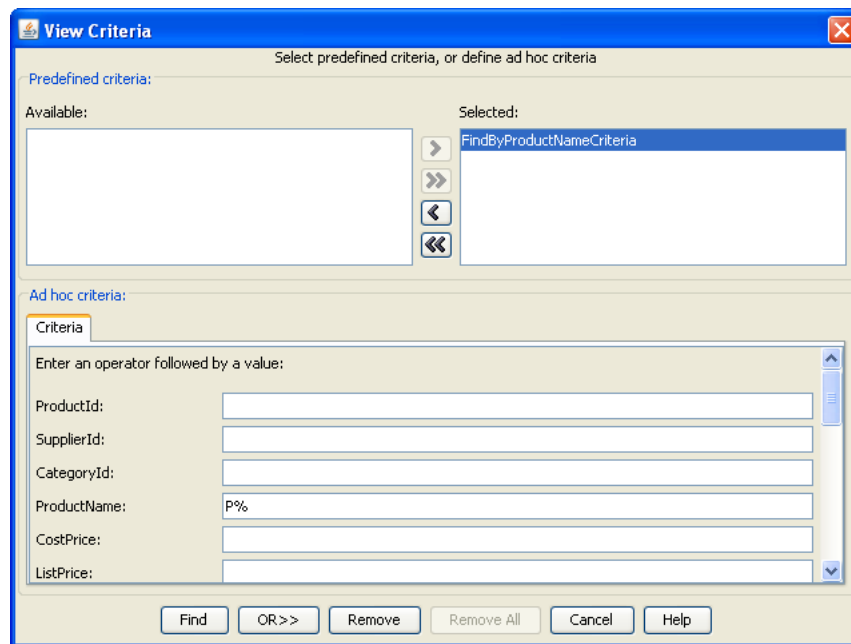 View Criteria
Select predefined criteria, or define ad hoc criteria
Predefined criteria:
Available:
Selected:
FindByProductNameCriteria
Ad hoc criteria:
Criteria
Enter an operator followed by a value:
ProductId:
SupplierId:
CategoryId:
ProductName: P%
CostPrice:
ListPrice:
Find OR>> Remove Remove All Cancel Help